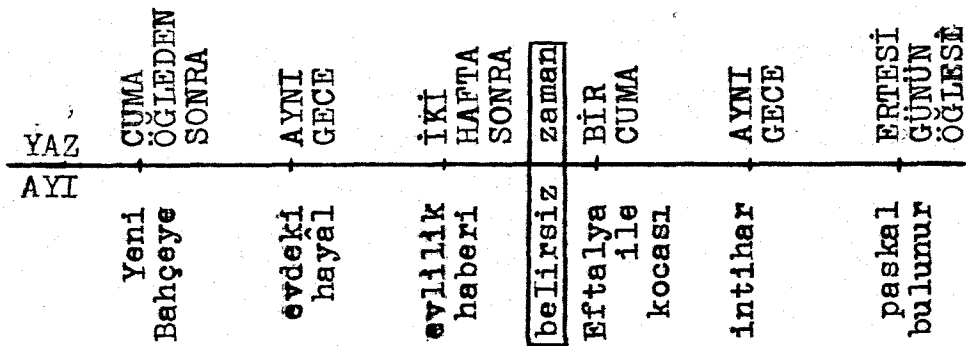 YAZ
AYI
CUMA
ÖĞLEDEN
SONRA
AYNI
GECE
İKİ
HAFTA
SONRA
belirsiz zaman
BİR
CUMA
AYNI
GECE
ERTESİ
GÜNÜN
ÖĞLESİ
Yeni
Bahçeye
evdeki
hayâl
evlilik
haberi
Eftalya
ile
kocası
intihar
paskal
bulunur